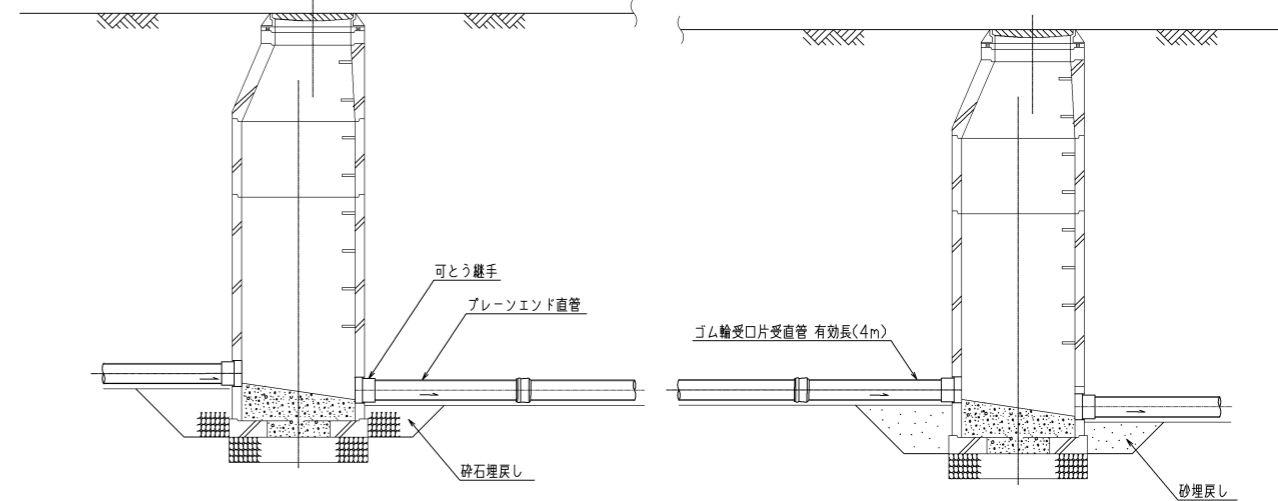 可とう継手
プレーンエンド直管
砕石埋戻し
ゴム輪受口片受直管 有効長(4m)
砂埋戻し